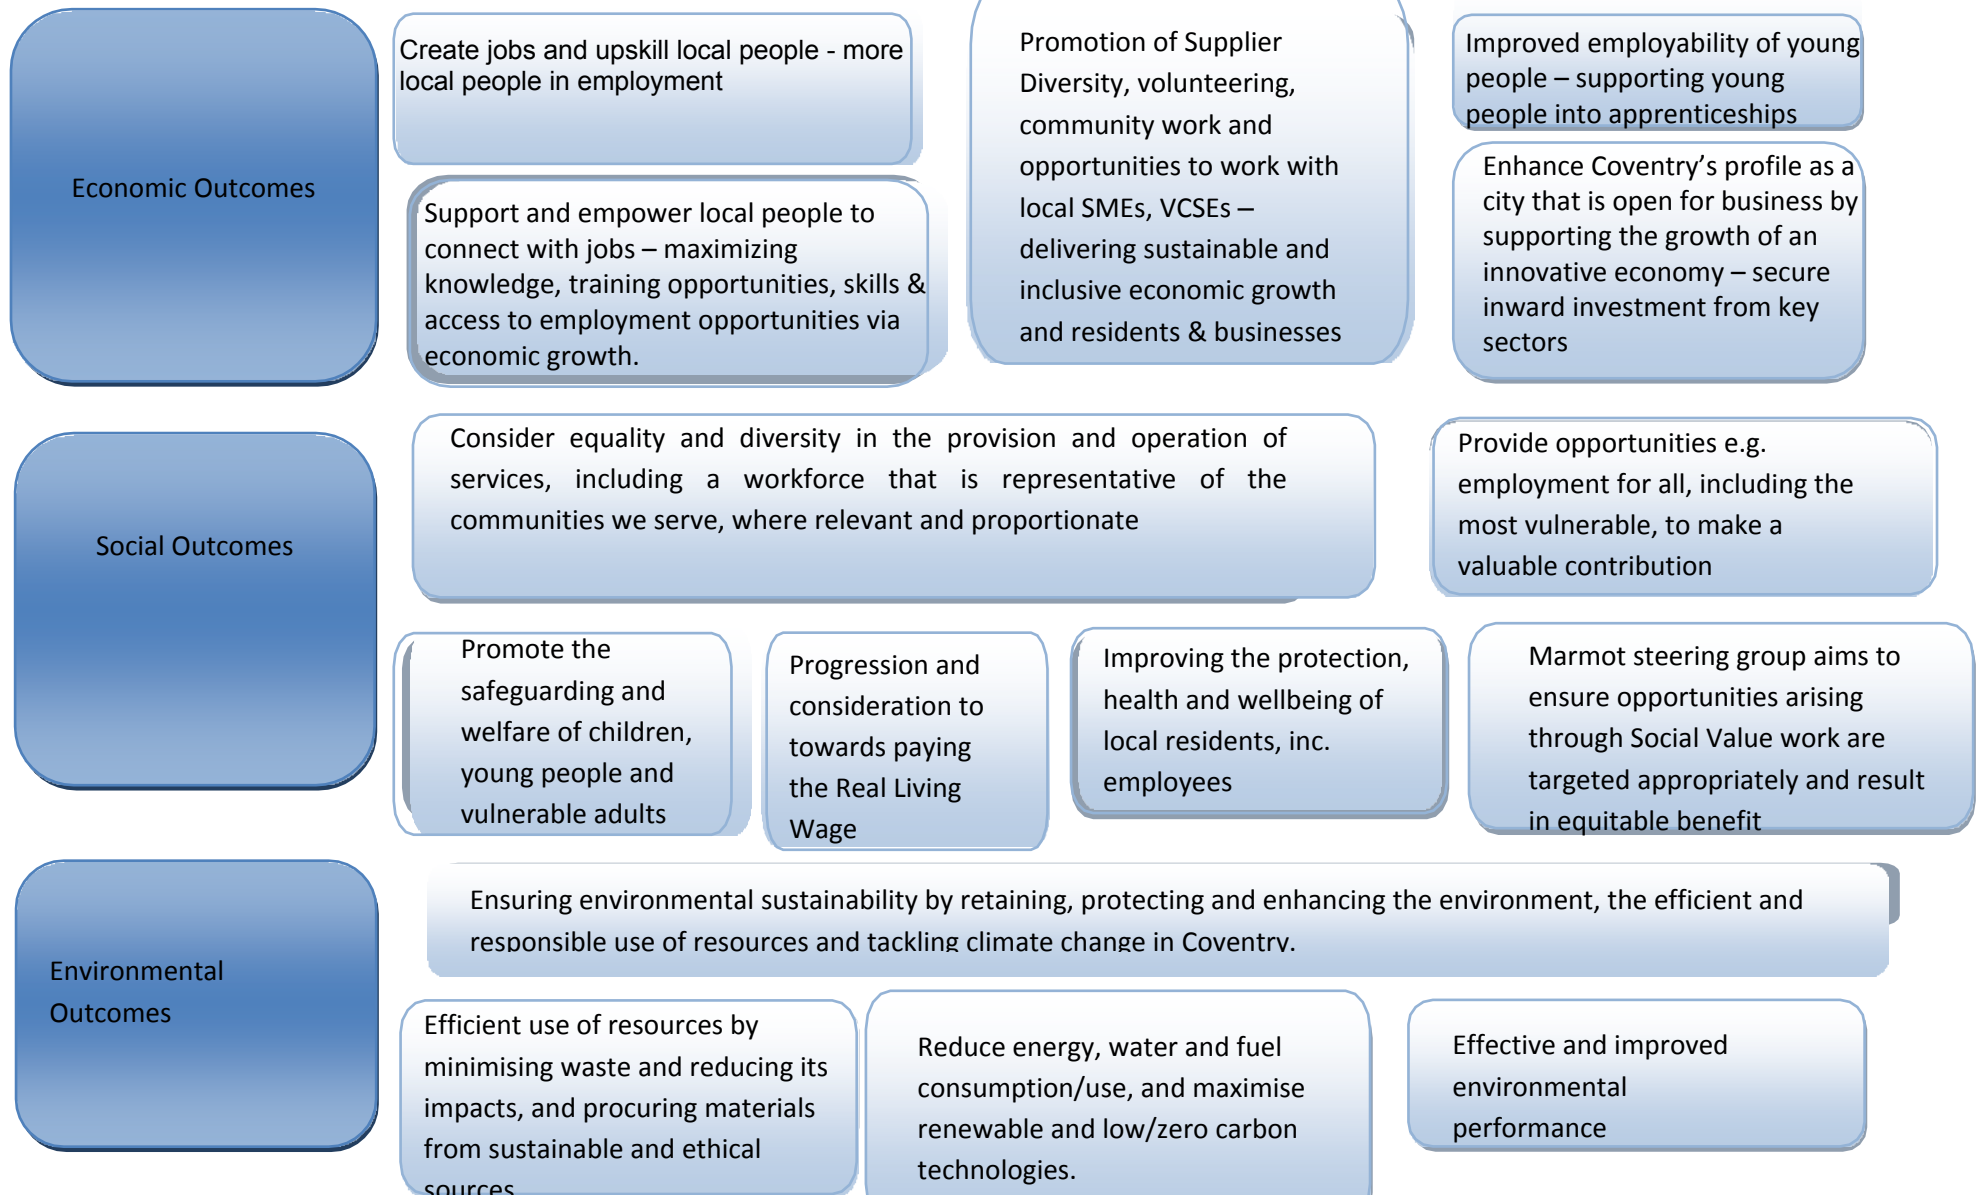 Economic Outcomes
Create jobs and upskill local people - more
local people in employment
Support and empower local people to
connect with jobs – maximizing
knowledge, training opportunities, skills &
access to employment opportunities via
economic growth.
Promotion of Supplier
Diversity, volunteering,
community work and
opportunities to work with
local SMEs, VCSEs –
delivering sustainable and
inclusive economic growth
and residents & businesses
Improved employability of young
people – supporting young
people into apprenticeships
Enhance Coventry’s profile as a
city that is open for business by
supporting the growth of an
innovative economy – secure
inward investment from key
sectors
Social Outcomes
Consider equality and diversity in the provision and operation of
services, including a workforce that is representative of the
communities we serve, where relevant and proportionate
Provide opportunities e.g.
employment for all, including the
most vulnerable, to make a
valuable contribution
Promote the
safeguarding and
welfare of children,
young people and
vulnerable adults
Progression and
consideration to
towards paying
the Real Living
Wage
Improving the protection,
health and wellbeing of
local residents, inc.
employees
Marmot steering group aims to
ensure opportunities arising
through Social Value work are
targeted appropriately and result
in equitable benefit
Environmental
Outcomes
Ensuring environmental sustainability by retaining, protecting and enhancing the environment, the efficient and
responsible use of resources and tackling climate change in Coventry.
Efficient use of resources by
minimising waste and reducing its
impacts, and procuring materials
from sustainable and ethical
sources
Reduce energy, water and fuel
consumption/use, and maximise
renewable and low/zero carbon
technologies.
Effective and improved
environmental
performance